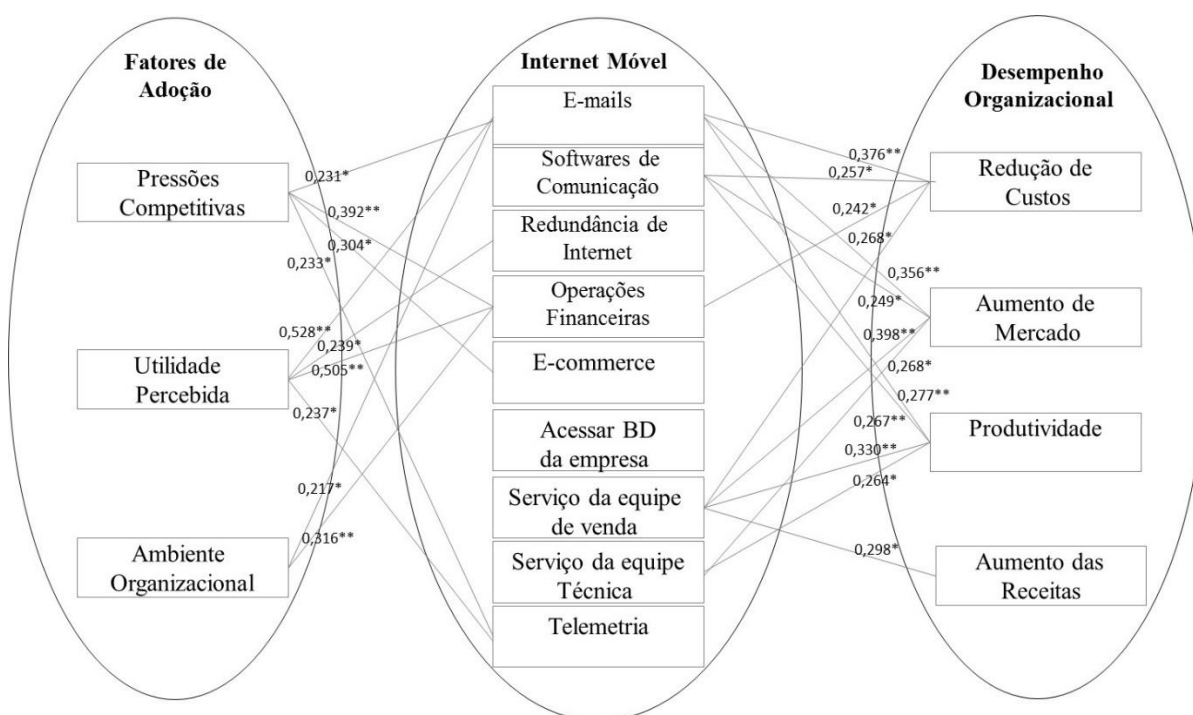 Fatores de
Adoção
Pressões
Competitivas
Utilidade
Percebida
Ambiente
Organizacional
0,231*
0,392**
0,304*
0,233*
0,528**
0,239*
0,505**
0,237*
0,217*
0,316**
Internet Móvel
E-mails
Softwares de
Comunicação
Redundância de
Internet
Operações
Financeiras
E-commerce
Acessar BD
da empresa
Serviço da equipe
de venda
Serviço da equipe
Técnica
Telemetria
0,376**
0,257*
0,242*
0,268*
0,356**
0,249*
0,398**
0,268*
0,277**
0,267**
0,330**
0,264*
0,298*
Desempenho
Organizacional
Redução de
Custos
Aumento de
Mercado
Produtividade
Aumento das
Receitas